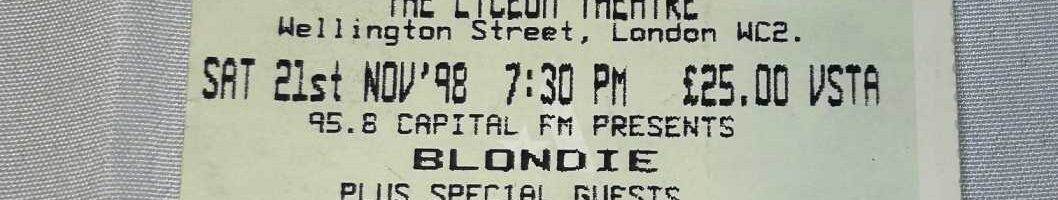 THE LYCEUM THEATRE
Wellington Street, London WC2.
SAT 21st NOV'98 7:30 PM £25.00 VSTA
95.8 CAPITAL FM PRESENTS
BLONDIE
PLUS SPECIAL GUESTS